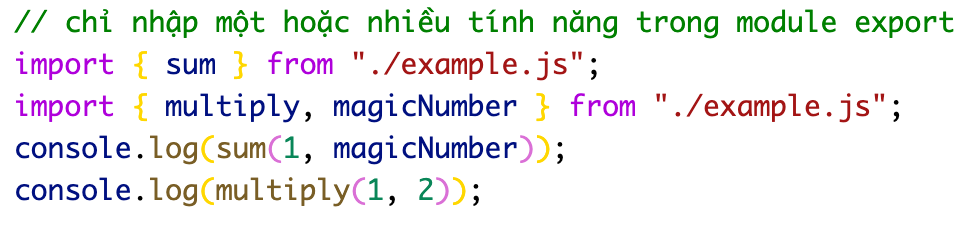 // chỉ nhập một hoặc nhiều tính năng trong module export
import { sum } from "./example.js";
import { multiply, magicNumber } from "./example.js";
console.log(sum(1, magicNumber));
console.log(multiply(1, 2));